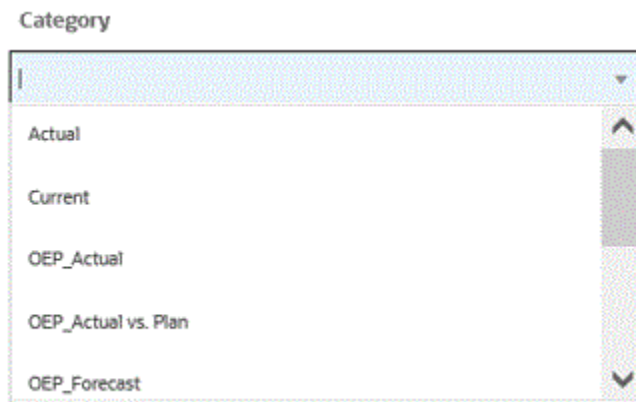 Category
Actual
Current
OEP_Actual
OEP_Actual vs. Plan
OEP_Forecast